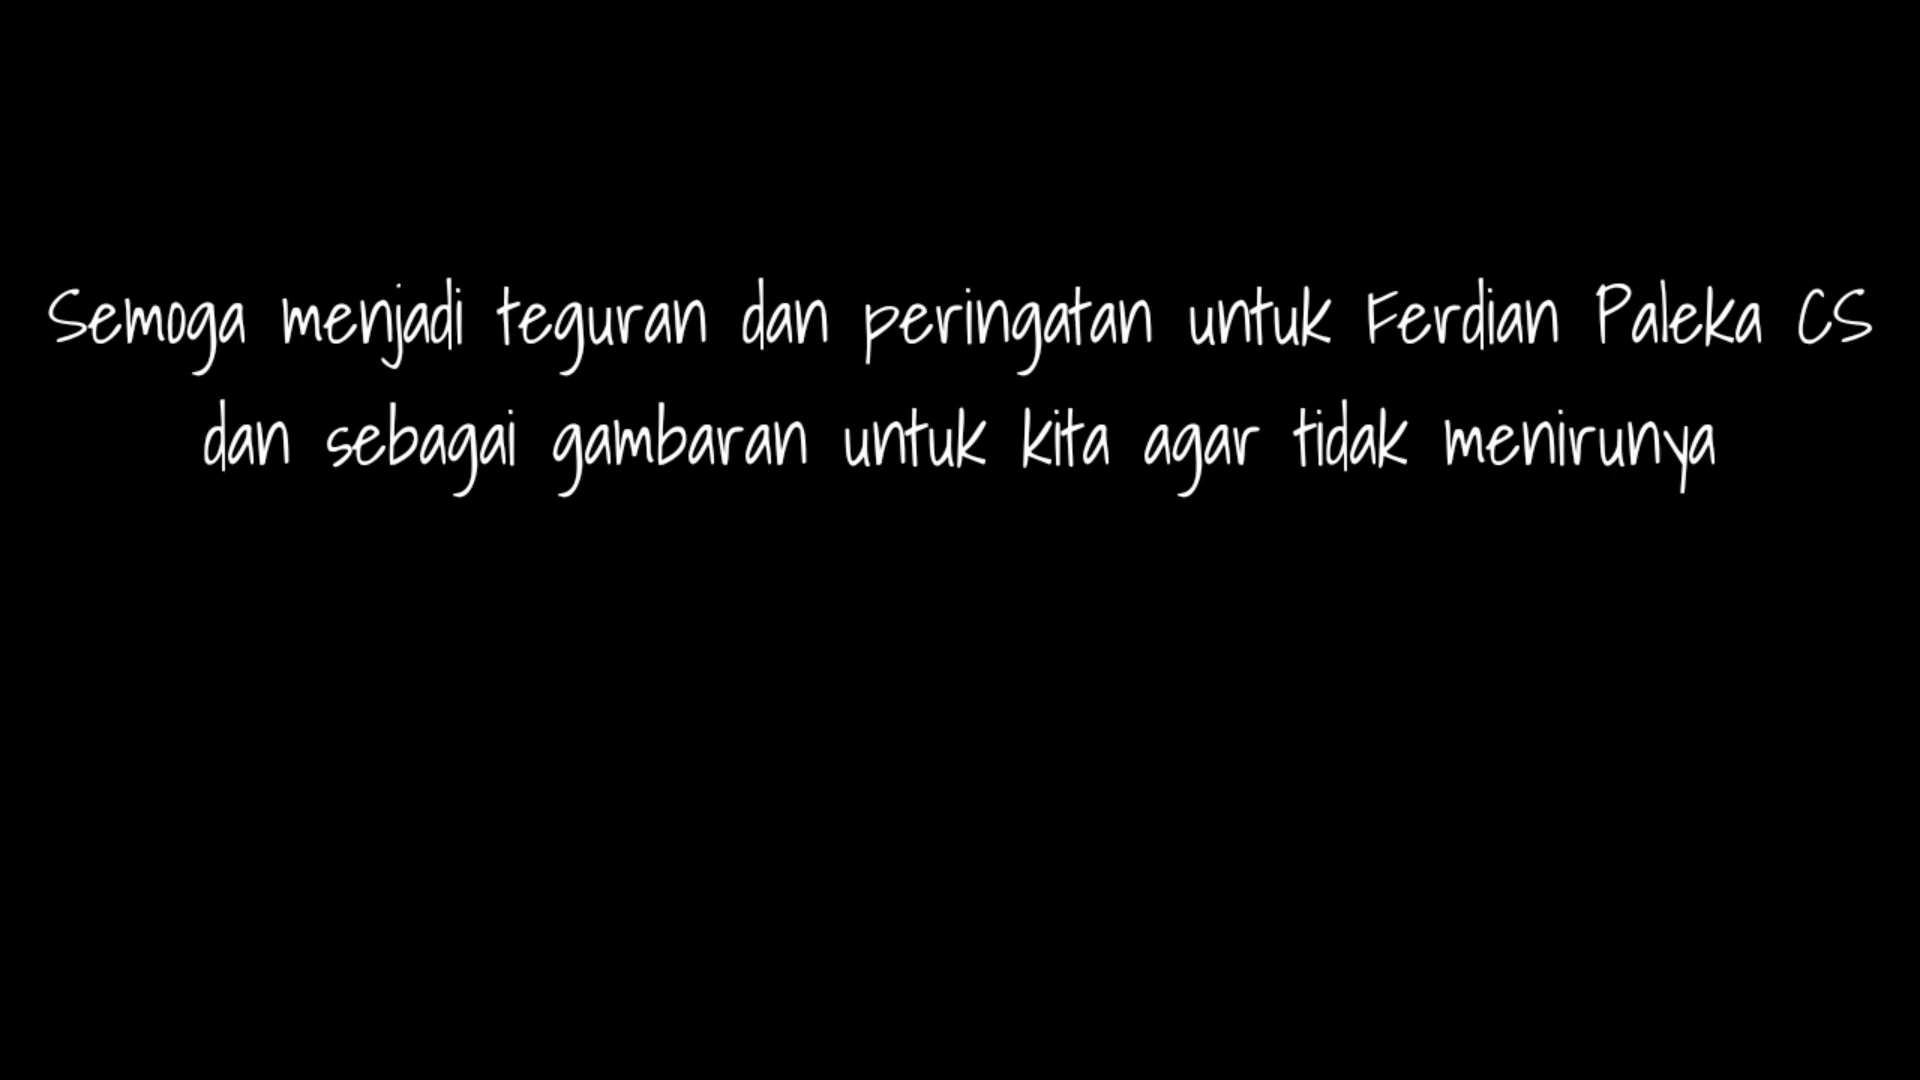 Semoga menjadi teguran dan peringatan untuk Ferdian Paleka CS
dan sebagai gambaran untuk kita agar tidak menirunya